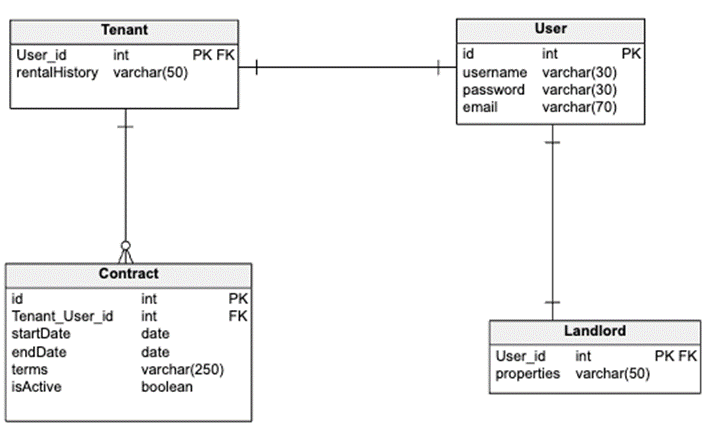 Tenant
User_id int PK FK
rentalHistory varchar(50)
User
id int PK
username varchar(30)
password varchar(30)
email varchar(70)
Contract
id int PK
Tenant_User_id int FK
startDate date
endDate date
terms varchar(250)
isActive boolean
Landlord
User_id int PK FK
properties varchar(50)